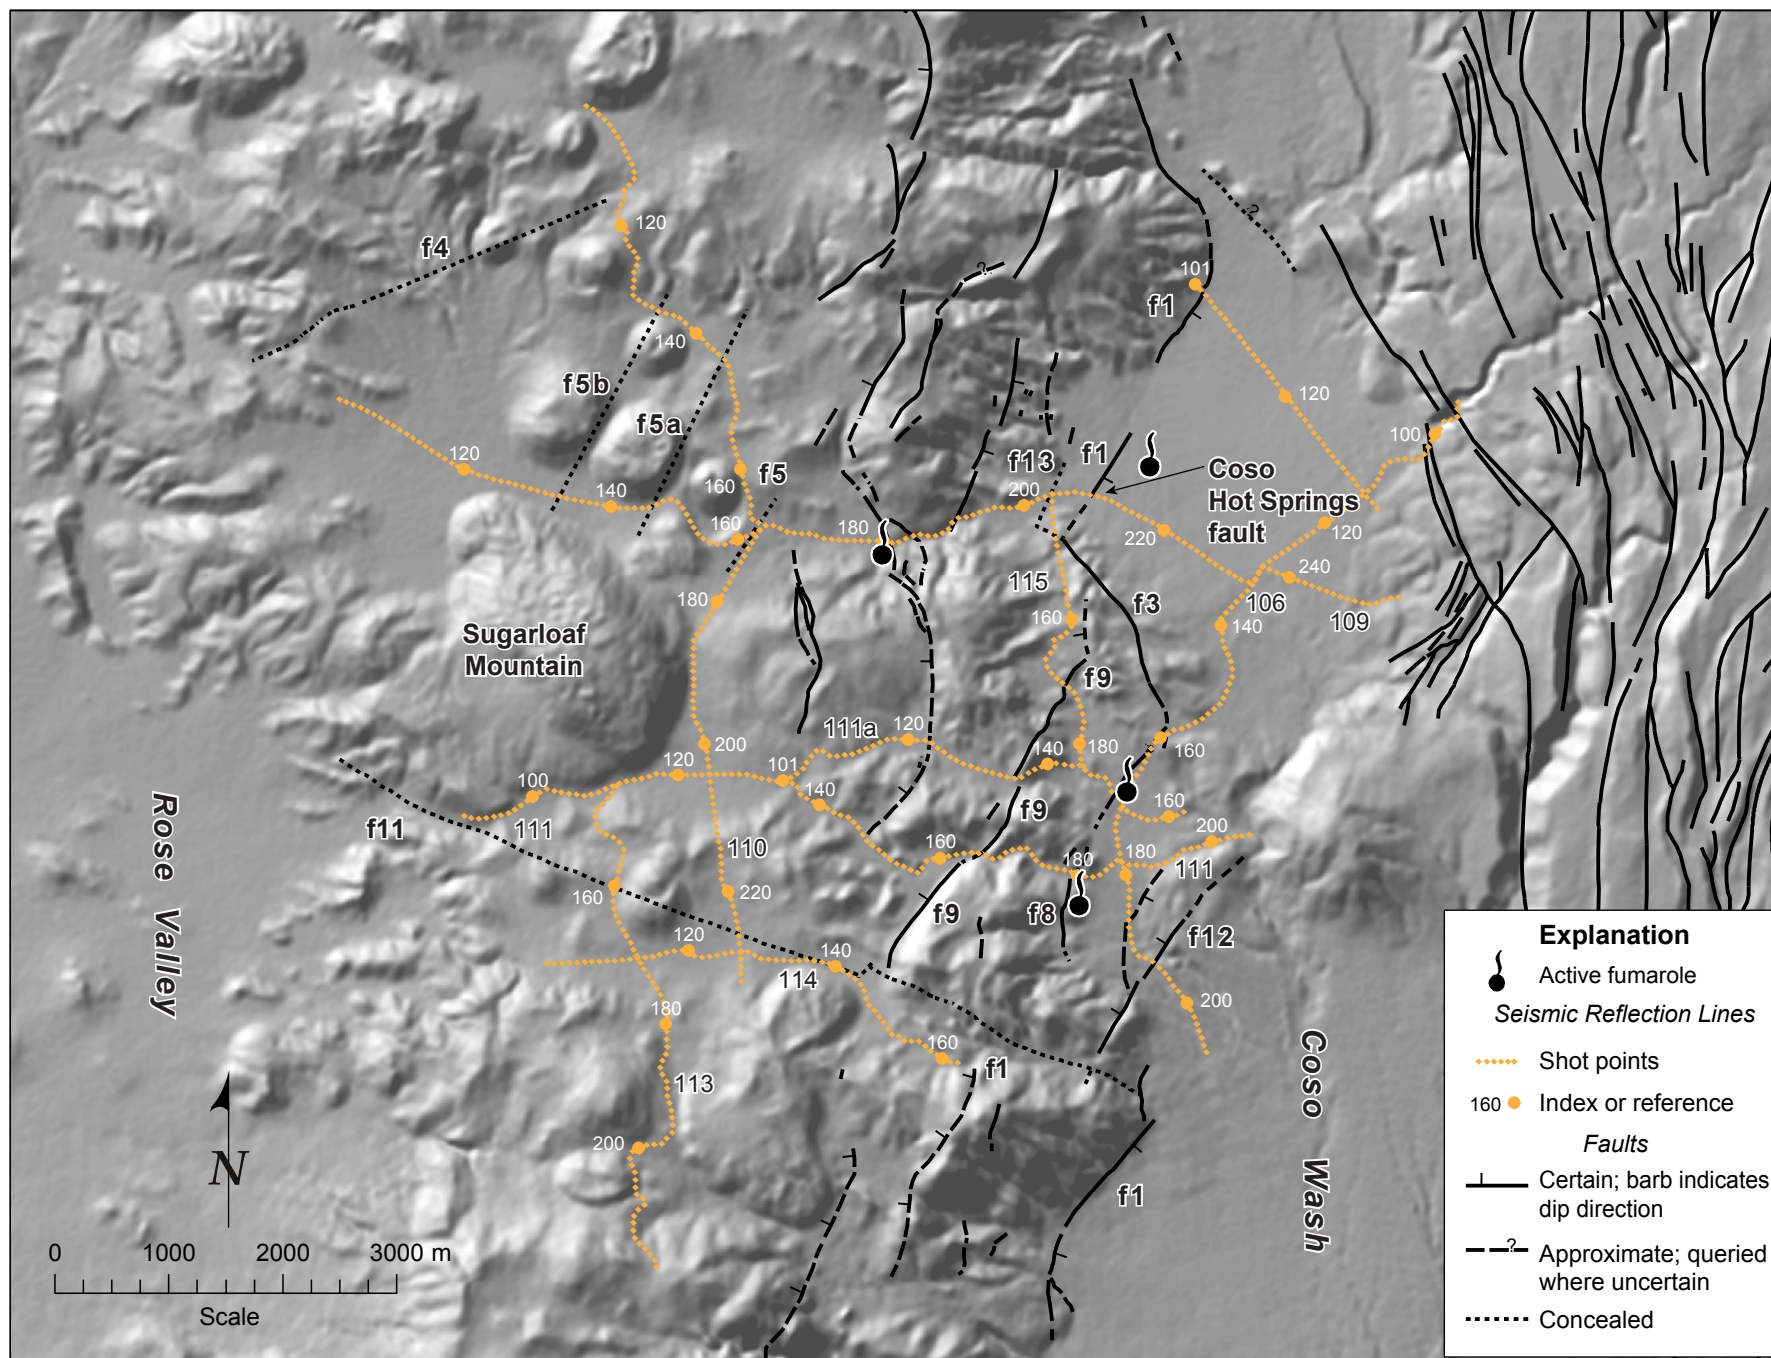 ?
120
f4
101
f1
?
140
f5b
120
f5a
100
f13
f1
120
f5
Coso
Hot Springs
fault
160
200
140
160
180
220
120
240
115
180
160
f3
106
109
140
Sugarloaf
Mountain
f9
111a
120
200
140
180
160
120
101
100
140
f9
160
200
111
f11
110
160
180
180
111
160
220
f9
f8
f12
120
140
114
180
200
160
f1
113
200
f1
Rose Valley
Coso Wash
N
0
1000
2000
3000 m
Scale
Explanation
Active fumarole
Seismic Reflection Lines
Shot points
160
Index or reference
Faults
Certain; barb indicates
dip direction
?
Approximate; queried
where uncertain
Concealed